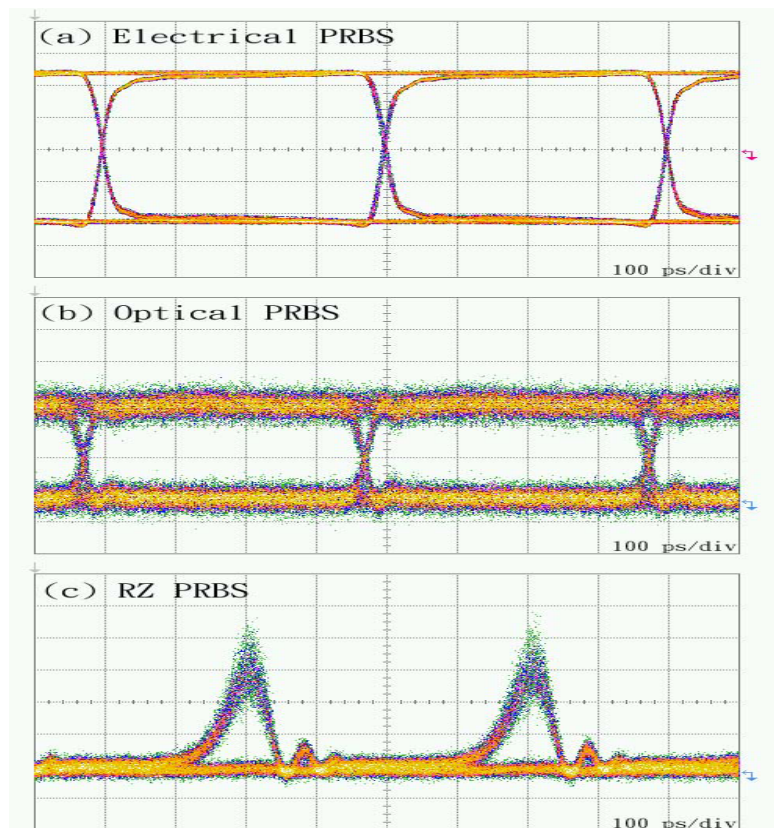 (a) Electrical PRBS
100 ps/div
(b) Optical PRBS
100 ps/div
(c) RZ PRBS
100 ps/div